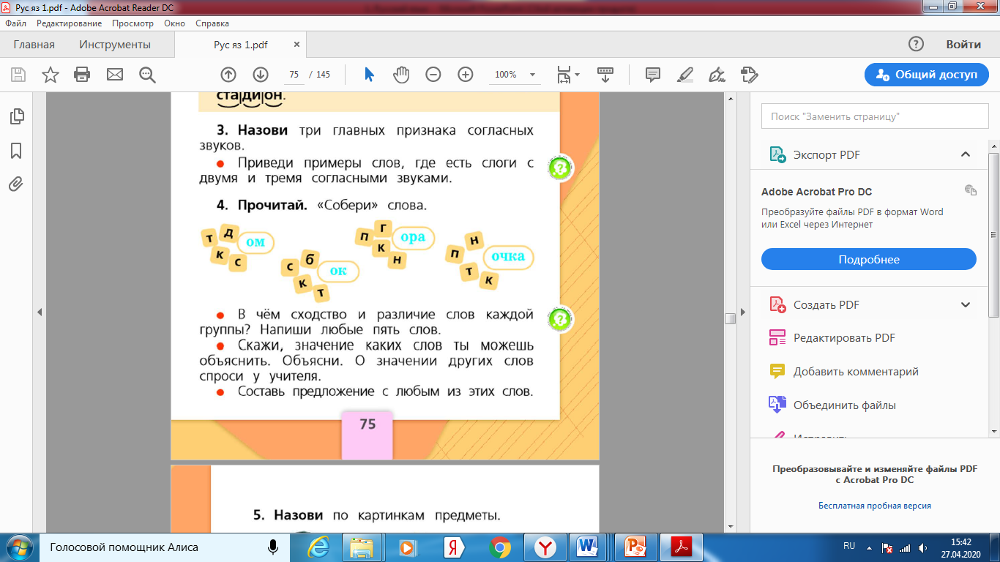 Рус яз 1.pdf - Adobe Acrobat Reader DC
Файл Редактирование Просмотр Окно Справка
Главная Инструменты Рус яз 1.pdf × ? Войти
75 / 145 100% Общий доступ
ста|ди|он.
3. Назови три главных признака согласных
звуков.
• Приведи примеры слов, где есть слоги с
двумя и тремя согласными звуками.
4. Прочитай. «Собери» слова.
т д к с ом
с б к т ок
п г к н ора
п н т к очка
• В чём сходство и различие слов каждой
группы? Напиши любые пять слов.
• Скажи, значение каких слов ты можешь
объяснить. Объясни. О значении других слов
спроси у учителя.
• Составь предложение с любым из этих слов.
75
5. Назови по картинкам предметы.
Поиск "Заменить страницу"
Экспорт PDF
Adobe Acrobat Pro DC
Преобразуйте файлы PDF в формат Word
или Excel через Интернет
Подробнее
Создать PDF
Редактировать PDF
Добавить комментарий
Объединить файлы
Преобразовывайте и изменяйте файлы PDF
с Acrobat Pro DC
Бесплатная пробная версия
Голосовой помощник Алиса
RU 15:42
27.04.2020